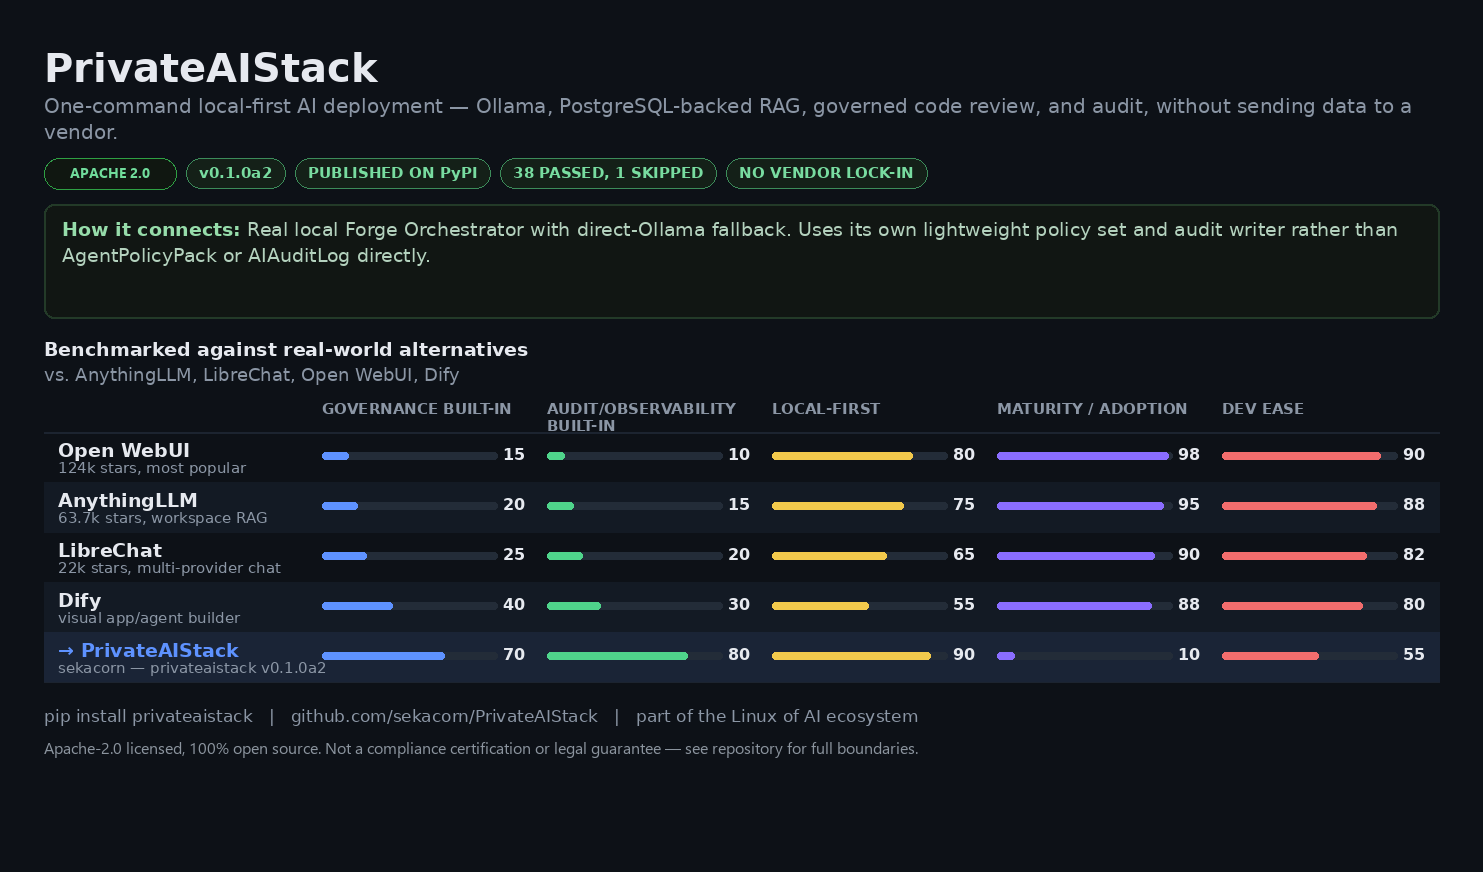 PrivateAIStack
One-command local-first AI deployment — Ollama, PostgreSQL-backed RAG, governed code review, and audit, without sending data to a
vendor.
APACHE 2.0 v0.1.0a2 PUBLISHED ON PyPI 38 PASSED, 1 SKIPPED NO VENDOR LOCK-IN
How it connects: Real local Forge Orchestrator with direct-Ollama fallback. Uses its own lightweight policy set and audit writer rather than
AgentPolicyPack or AIAuditLog directly.
Benchmarked against real-world alternatives
vs. AnythingLLM, LibreChat, Open WebUI, Dify
GOVERNANCE BUILT-IN AUDIT/OBSERVABILITY LOCAL-FIRST MATURITY / ADOPTION DEV EASE
BUILT-IN
Open WebUI 15 10 80 98 90
124k stars, most popular
AnythingLLM 20 15 75 95 88
63.7k stars, workspace RAG
LibreChat 25 20 65 90 82
22k stars, multi-provider chat
Dify 40 30 55 88 80
visual app/agent builder
→ PrivateAIStack 70 80 90 10 55
sekacorn — privateaistack v0.1.0a2
pip install privateaistack | github.com/sekacorn/PrivateAIStack | part of the Linux of AI ecosystem
Apache-2.0 licensed, 100% open source. Not a compliance certification or legal guarantee — see repository for full boundaries.